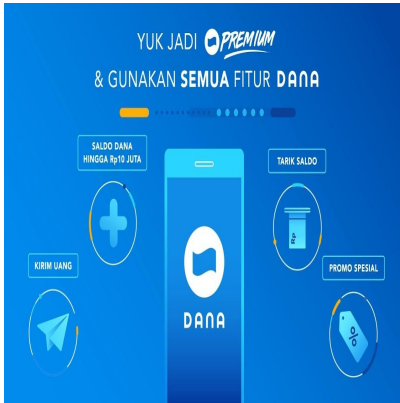 YUK JADI PREMIUM
& GUNAKAN SEMUA FITUR DANA
SALDO DANA
HINGGA Rp10 JUTA
TARIK SALDO
Rp
KIRIM UANG
PROMO SPESIAL
%
DANA